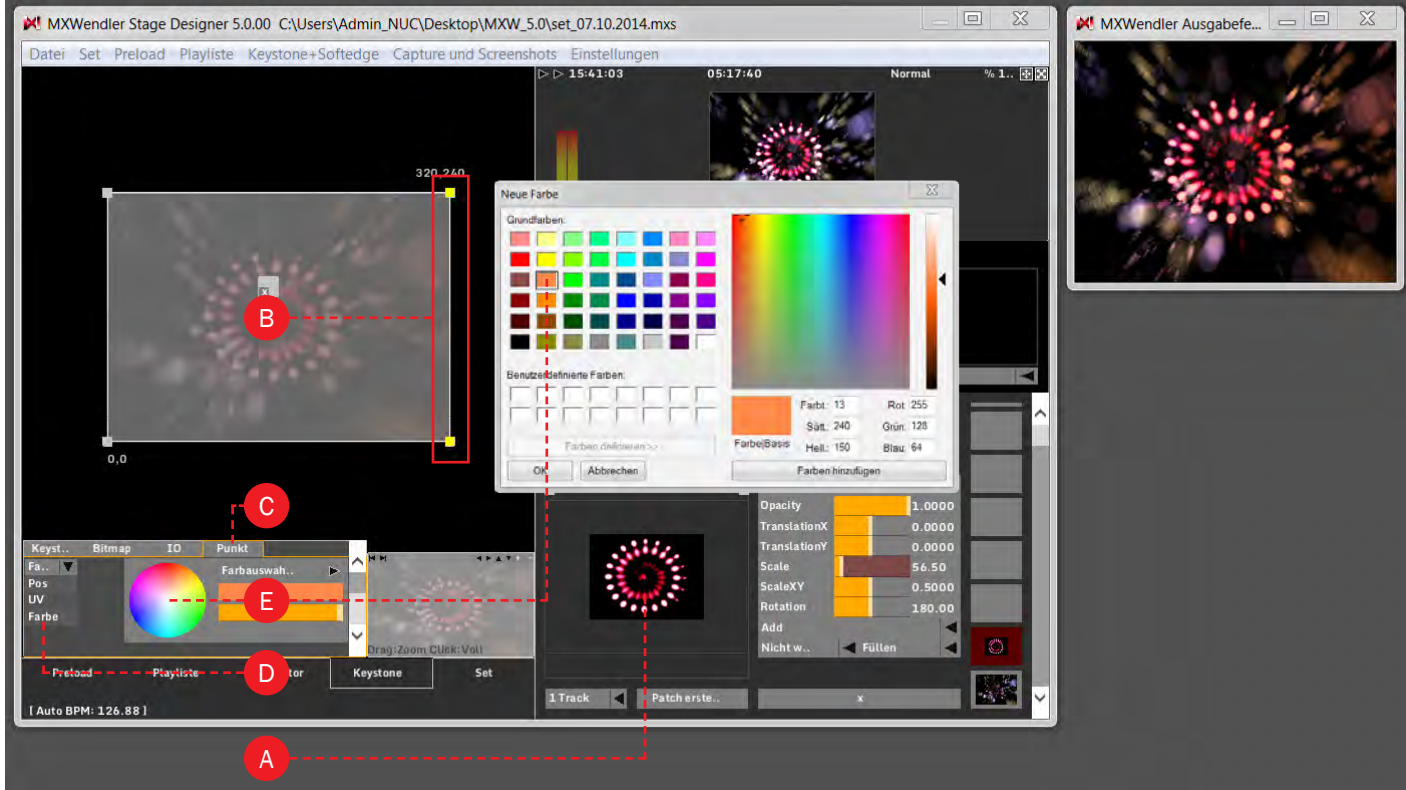 MXWendler Stage Designer 5.0.00 C:\Users\Admin_NUC\Desktop\MXW_5.0\set_07.10.2014.mxs
MXWendler Ausgabefe...
Datei Set Preload Playliste Keystone+Softedge Capture und Screenshots Einstellungen
15:41:03 05:17:40 Normal % 1..
320,240
Neue Farbe
Grundfarben:
x
B
Benutzerdefinierte Farben:
Farbt.: 13 Rot: 255
Sätt.: 240 Grün: 128
Farbe|Basis Hell.: 150 Blau: 64
Farben definieren >>
OK Abbrechen Farben hinzufügen
0,0
C
Opacity 1.0000
TranslationX 0.0000
TranslationY 0.0000
Scale 56.50
ScaleXY 0.5000
Rotation 180.00
Add
Nicht w.. Füllen
Keyst.. Bitmap IO Punkt
Fa.. Farbauswah..
Pos
UV
Farbe
E
Drag:Zoom Click:Voll
Preload Playliste D tor Keystone Set
1 Track Patch erste.. x
[ Auto BPM: 126.88 ]
A